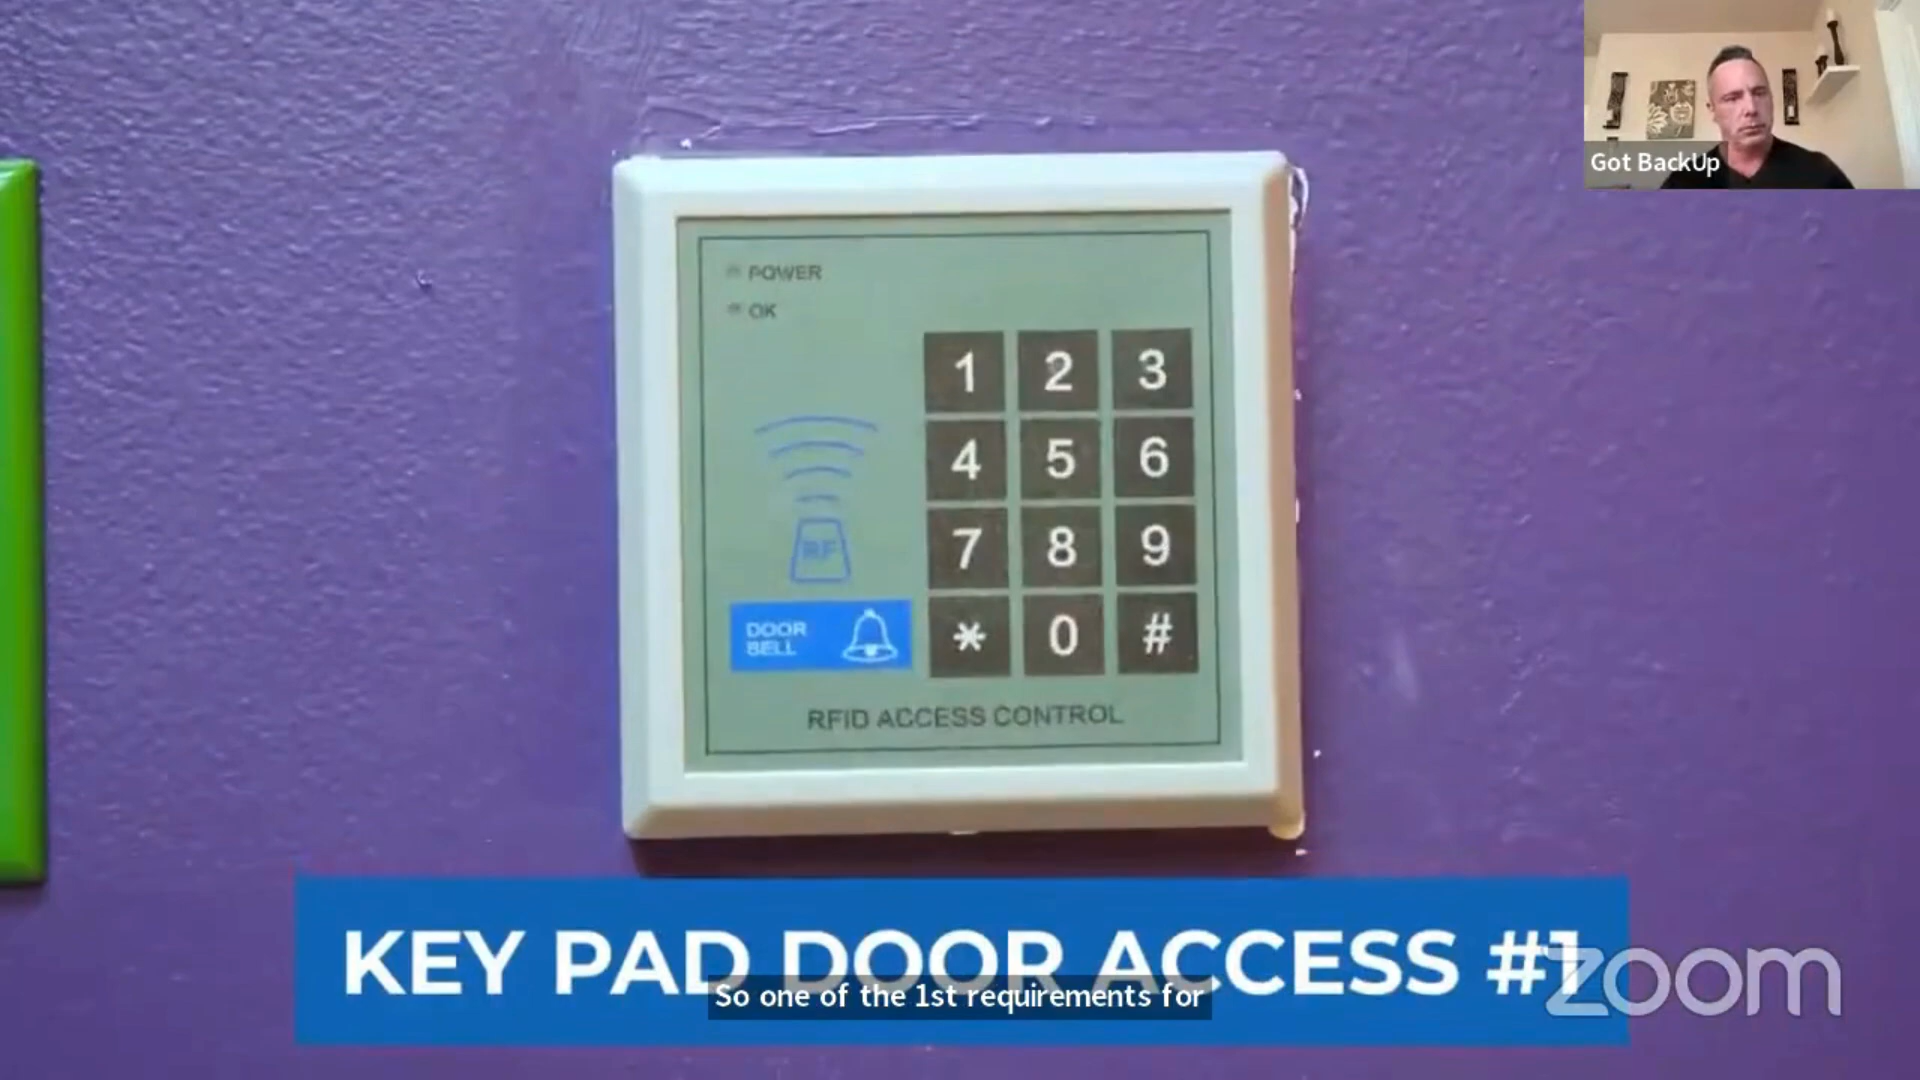 Got BackUp
POWER
OK
1 2 3
4 5 6
7 8 9
* 0 #
RF
DOOR
BELL
RFID ACCESS CONTROL
KEY PAD DOOR ACCESS #1
So one of the 1st requirements for
zoom